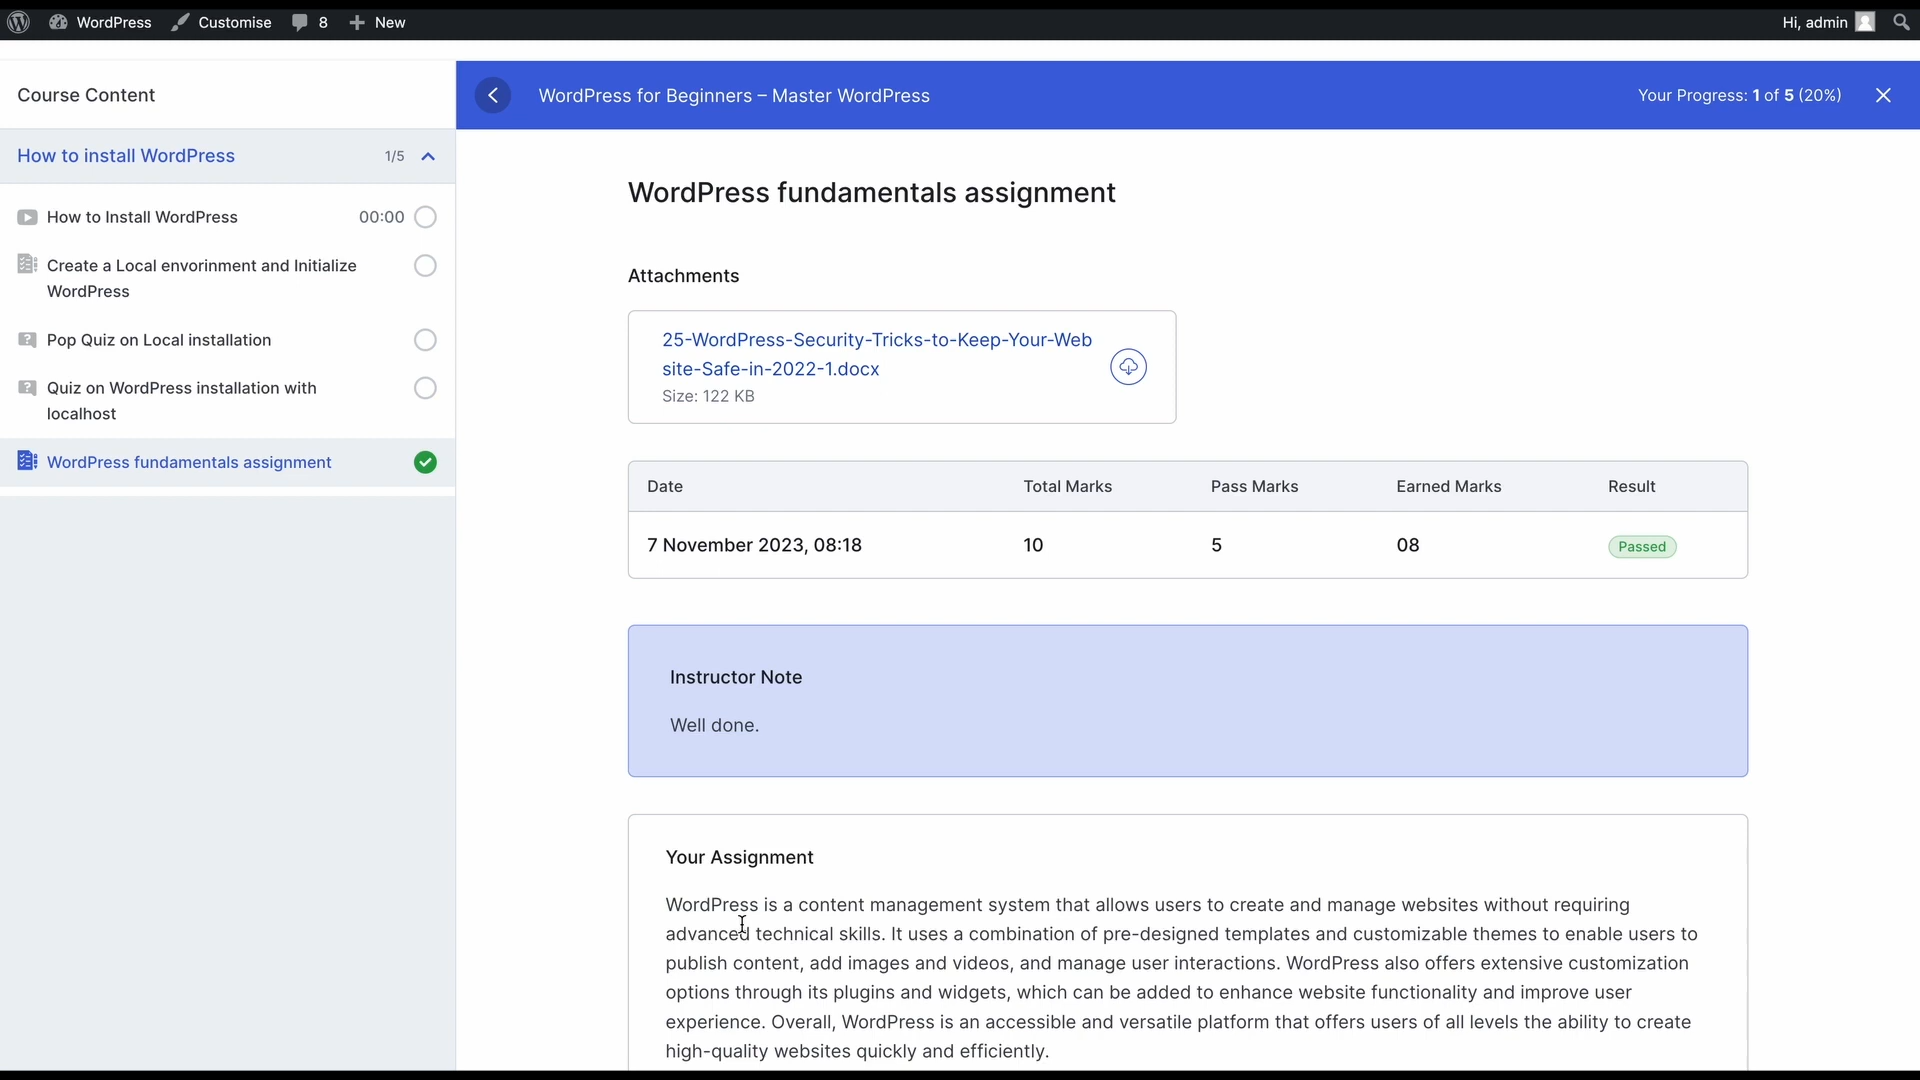 WordPress Customise 8 New Hi, admin
Course Content
WordPress for Beginners – Master WordPress
Your Progress: 1 of 5 (20%)
How to install WordPress 1/5
How to Install WordPress 00:00
Create a Local envorinment and Initialize
WordPress
Pop Quiz on Local installation
Quiz on WordPress installation with
localhost
WordPress fundamentals assignment
WordPress fundamentals assignment
Attachments
25-WordPress-Security-Tricks-to-Keep-Your-Web
site-Safe-in-2022-1.docx
Size: 122 KB
Date Total Marks Pass Marks Earned Marks Result
7 November 2023, 08:18 10 5 08 Passed
Instructor Note
Well done.
Your Assignment
WordPress is a content management system that allows users to create and manage websites without requiring
advanced technical skills. It uses a combination of pre-designed templates and customizable themes to enable users to
publish content, add images and videos, and manage user interactions. WordPress also offers extensive customization
options through its plugins and widgets, which can be added to enhance website functionality and improve user
experience. Overall, WordPress is an accessible and versatile platform that offers users of all levels the ability to create
high-quality websites quickly and efficiently.